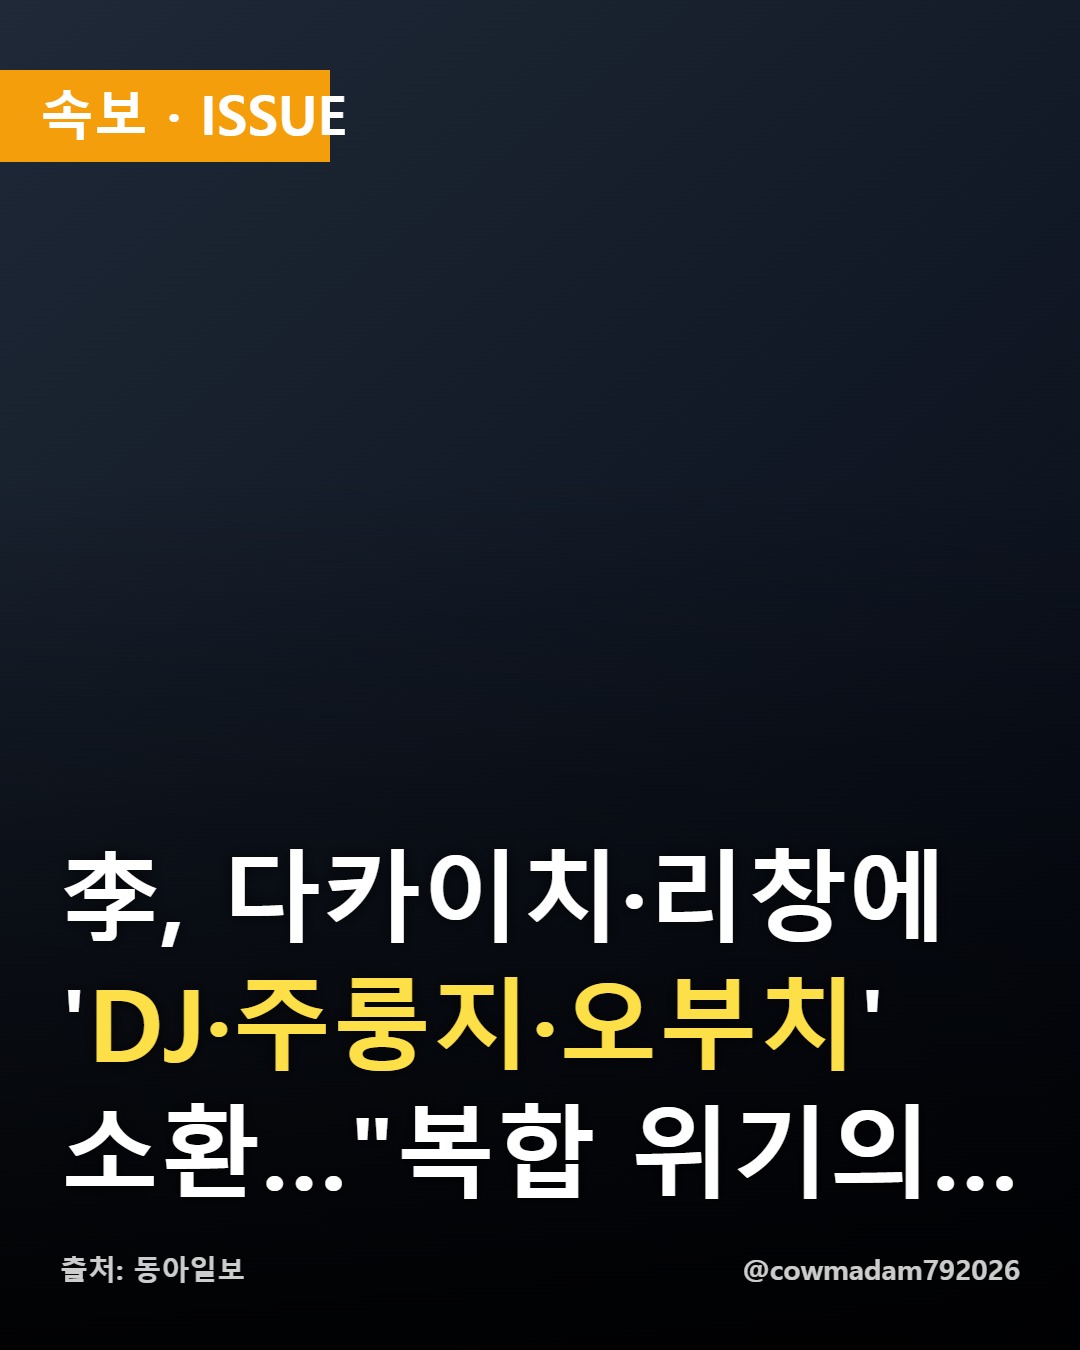 속보 · ISSUE
李, 다카이치·리창에
'DJ·주룽지·오부치'
소환..."복합 위기의...
출처: 동아일보
@cowmadam792026